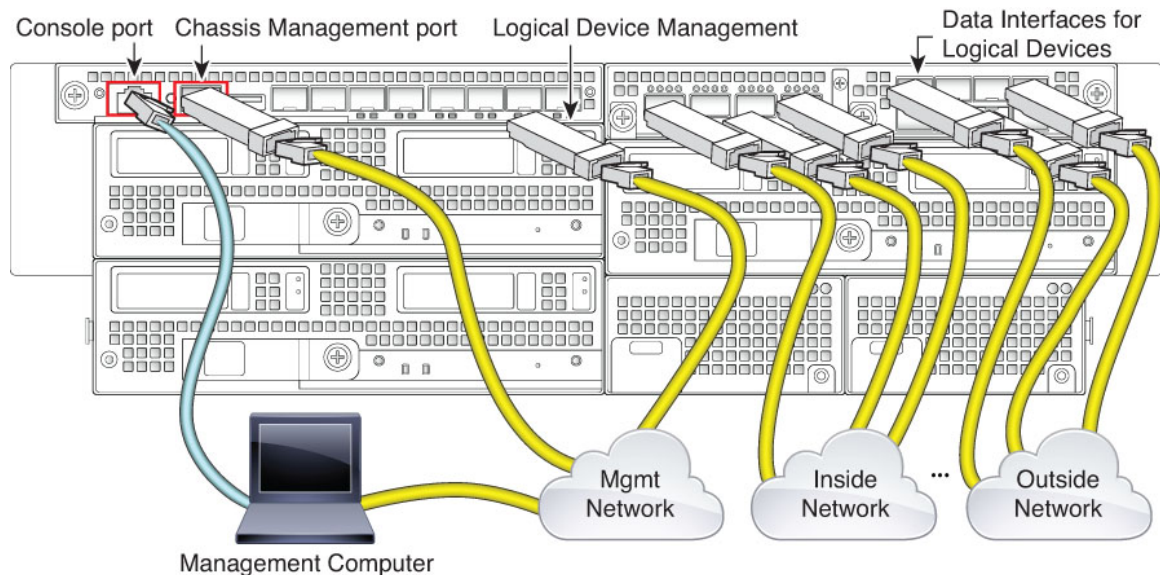 Console port
Chassis Management port
Logical Device Management
Data Interfaces for
Logical Devices
Mgmt
Network
Inside
Network
...
Outside
Network
Management Computer